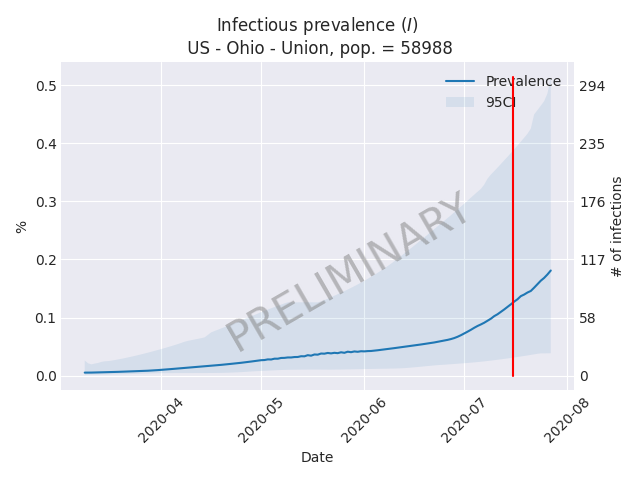 Infectious prevalence (I)
US - Ohio - Union, pop. = 58988
Prevalence
95CI
0.5
0.4
0.3
0.2
0.1
0.0
%
294
235
176
117
58
0
# of infections
PRELIMINARY
2020-04
2020-05
2020-06
2020-07
2020-08
Date